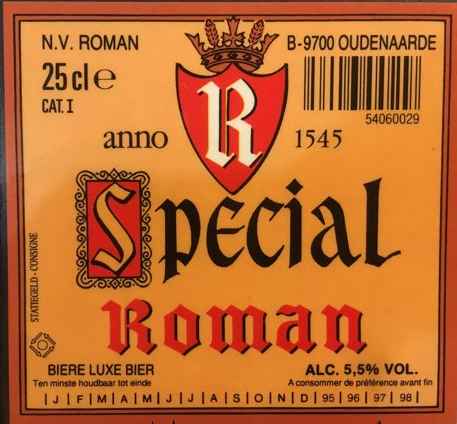 N.V. ROMAN
B-9700 OUDENAARDE
25 cl e
CAT. I
54060029
R
anno 1545
Special
Roman
STATIEGELD - CONSIGNE
BIERE LUXE BIER
ALC. 5,5% VOL.
Ten minste houdbaar tot einde
A consommer de préférence avant fin
| J | F | M | A | M | J | J | A | S | O | N | D | 95 | 96 | 97 | 98 |